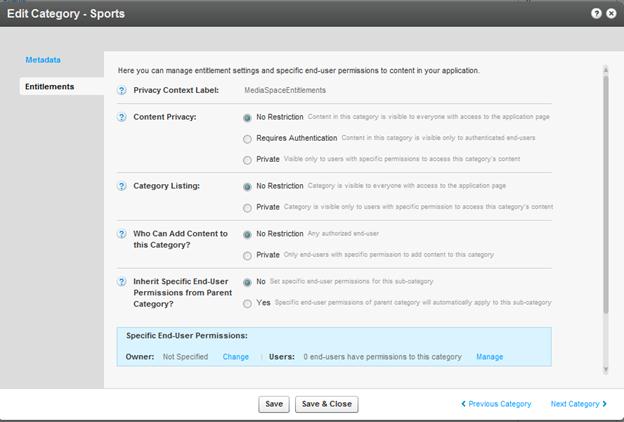 Edit Category - Sports
Metadata
Entitlements
Here you can manage entitlement settings and specific end-user permissions to content in your application.
? Privacy Context Label: MediaSpaceEntitlements
? Content Privacy: No Restriction Content in this category is visible to everyone with access to the application page
Requires Authentication Content in this category is visible only to authenticated end-users
Private Visible only to users with specific permissions to access this category's content
? Category Listing: No Restriction Category is visible to everyone with access to the application page
Private Category is visible only to users with specific permission to access this category's content
? Who Can Add Content to this Category? No Restriction Any authorized end-user
Private Only end-users with specific permission to add content to this category
? Inherit Specific End-User Permissions from Parent Category? No Set specific end-user permissions for this sub-category
Yes Specific end-user permissions of parent category will automatically apply to this sub-category
Specific End-User Permissions:
Owner: Not Specified Change | Users: 0 end-users have permissions to this category Manage
Save Save & Close Previous Category Next Category